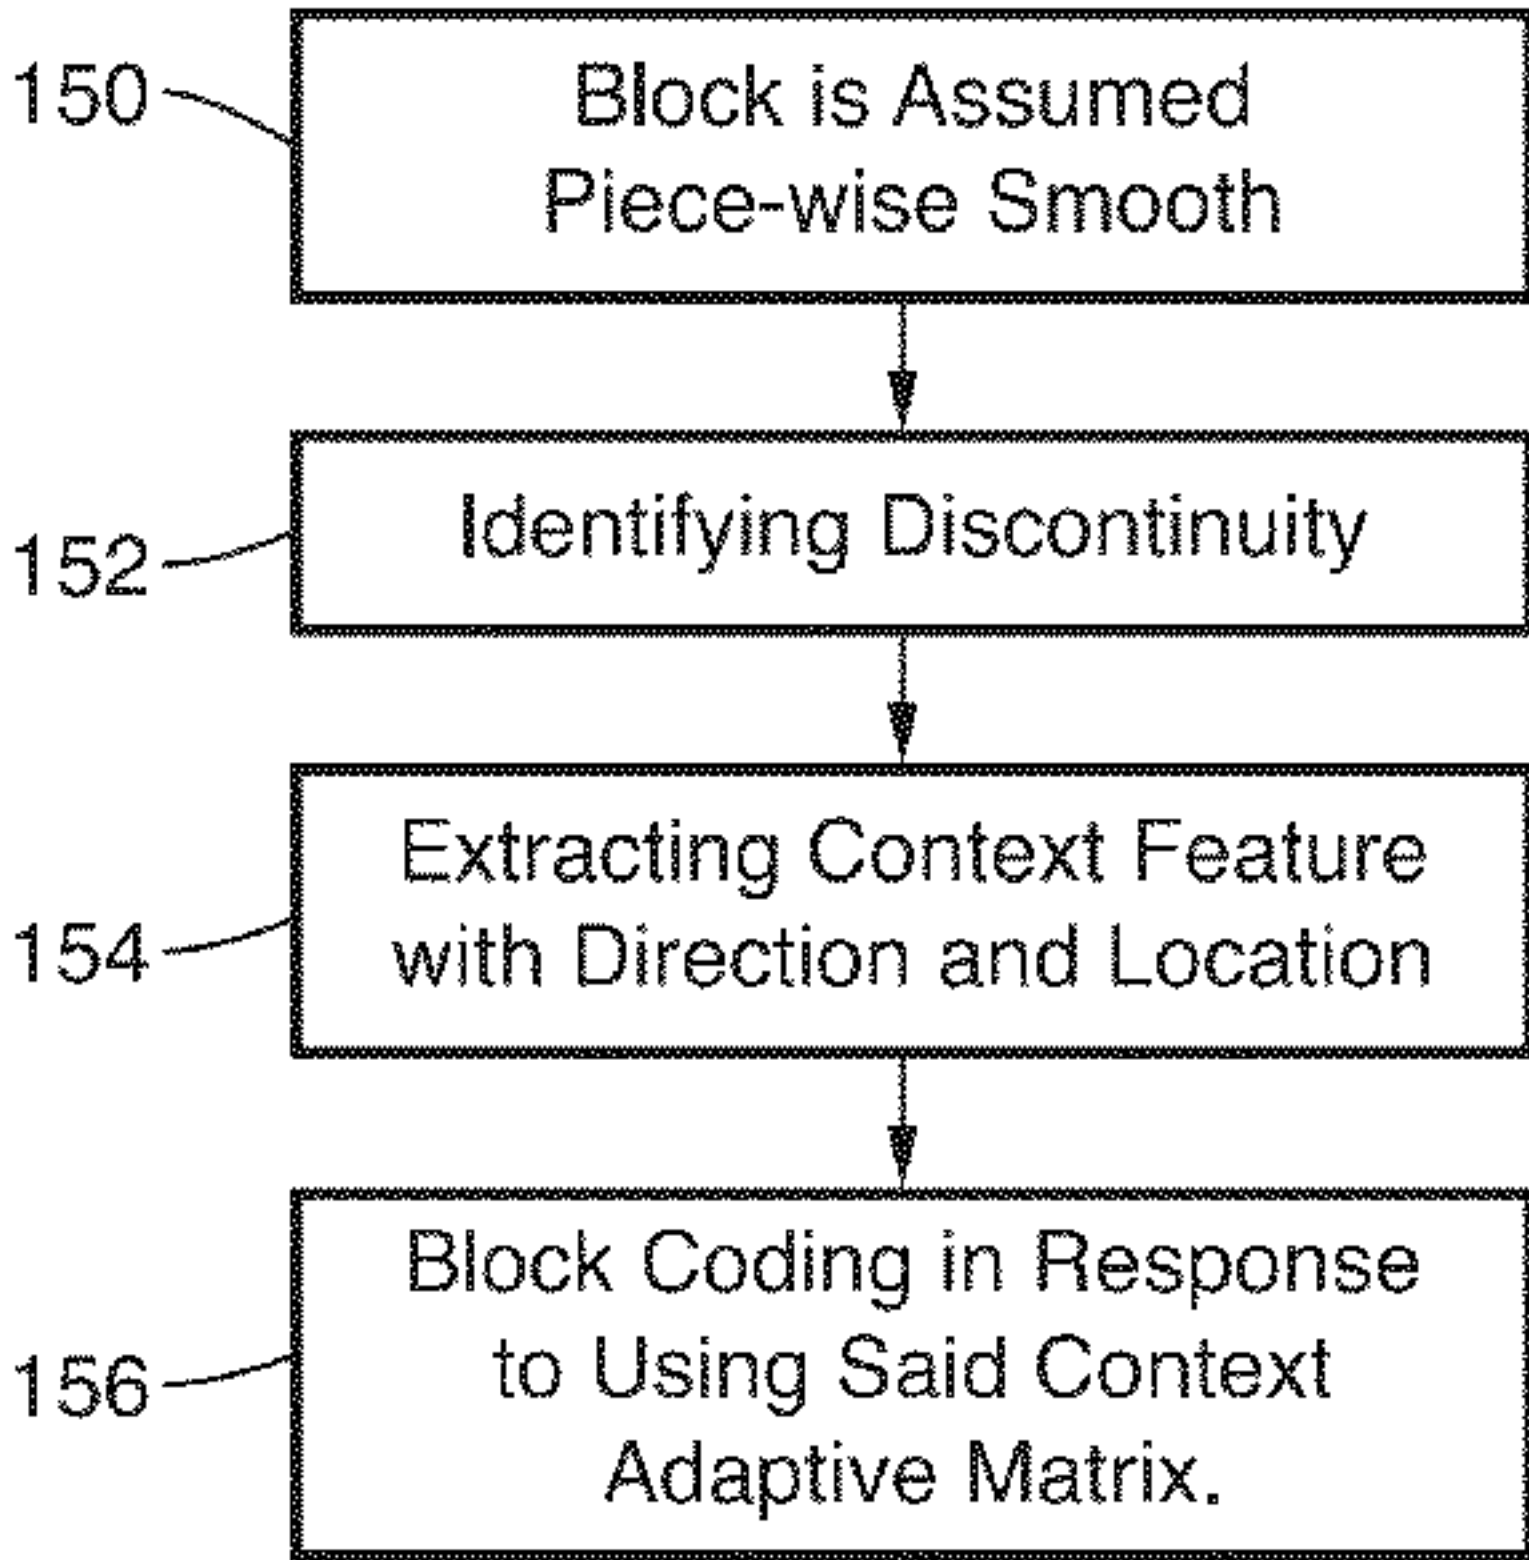 150
Block is Assumed
Piece-wise Smooth
152
Identifying Discontinuity
154
Extracting Context Feature
with Direction and Location
156
Block Coding in Response
to Using Said Context
Adaptive Matrix.